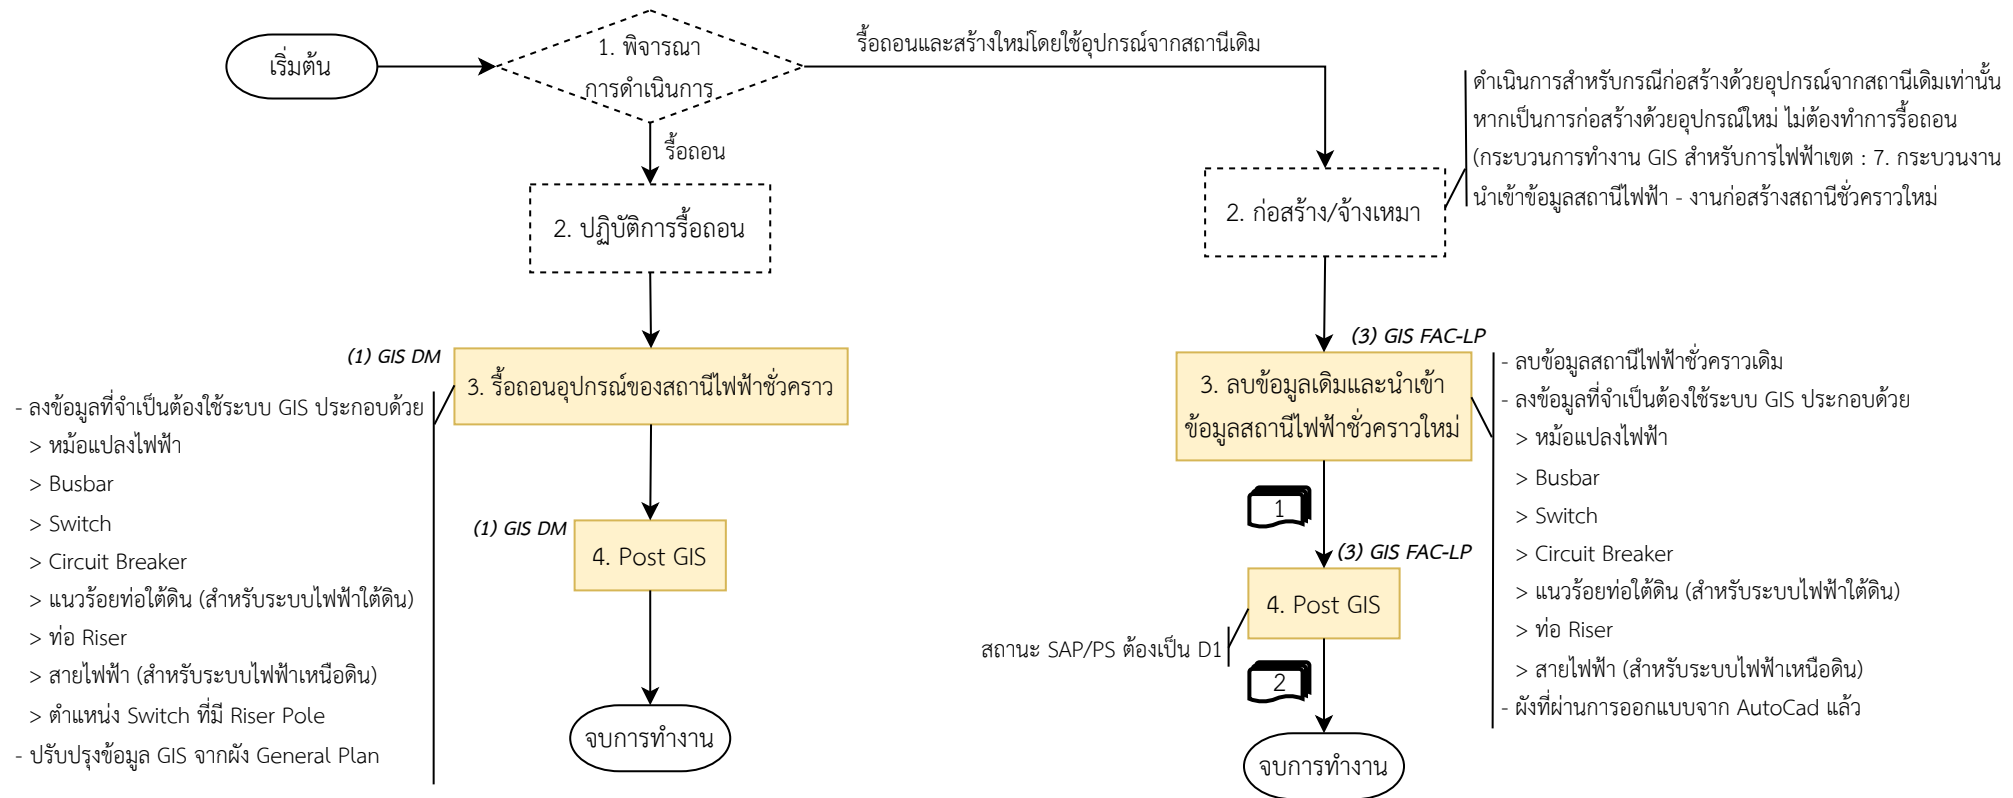 เริ่มต้น
1. พิจารณา
การดำเนินการ
รื้อถอนและสร้างใหม่โดยใช้อุปกรณ์จากสถานีเดิม
รื้อถอน
ดำเนินการสำหรับกรณีก่อสร้างด้วยอุปกรณ์จากสถานีเดิมเท่านั้น
หากเป็นการก่อสร้างด้วยอุปกรณ์ใหม่ ไม่ต้องทำการรื้อถอน
(กระบวนการทำงาน GIS สำหรับการไฟฟ้าเขต : 7. กระบวนงาน
นำเข้าข้อมูลสถานีไฟฟ้า - งานก่อสร้างสถานีชั่วคราวใหม่
2. ปฏิบัติการรื้อถอน
2. ก่อสร้าง/จ้างเหมา
(1) GIS DM
3. รื้อถอนอุปกรณ์ของสถานีไฟฟ้าชั่วคราว
- ลงข้อมูลที่จำเป็นต้องใช้ระบบ GIS ประกอบด้วย
> หม้อแปลงไฟฟ้า
> Busbar
> Switch
> Circuit Breaker
> แนวร้อยท่อใต้ดิน (สำหรับระบบไฟฟ้าใต้ดิน)
> ท่อ Riser
> สายไฟฟ้า (สำหรับระบบไฟฟ้าเหนือดิน)
> ตำแหน่ง Switch ที่มี Riser Pole
- ปรับปรุงข้อมูล GIS จากผัง General Plan
(1) GIS DM
4. Post GIS
จบการทำงาน
(3) GIS FAC-LP
3. ลบข้อมูลเดิมและนำเข้า
ข้อมูลสถานีไฟฟ้าชั่วคราวใหม่
- ลบข้อมูลสถานีไฟฟ้าชั่วคราวเดิม
- ลงข้อมูลที่จำเป็นต้องใช้ระบบ GIS ประกอบด้วย
> หม้อแปลงไฟฟ้า
> Busbar
> Switch
> Circuit Breaker
> แนวร้อยท่อใต้ดิน (สำหรับระบบไฟฟ้าใต้ดิน)
> ท่อ Riser
> สายไฟฟ้า (สำหรับระบบไฟฟ้าเหนือดิน)
- ผังที่ผ่านการออกแบบจาก AutoCad แล้ว
1
(3) GIS FAC-LP
4. Post GIS
สถานะ SAP/PS ต้องเป็น D1
2
จบการทำงาน